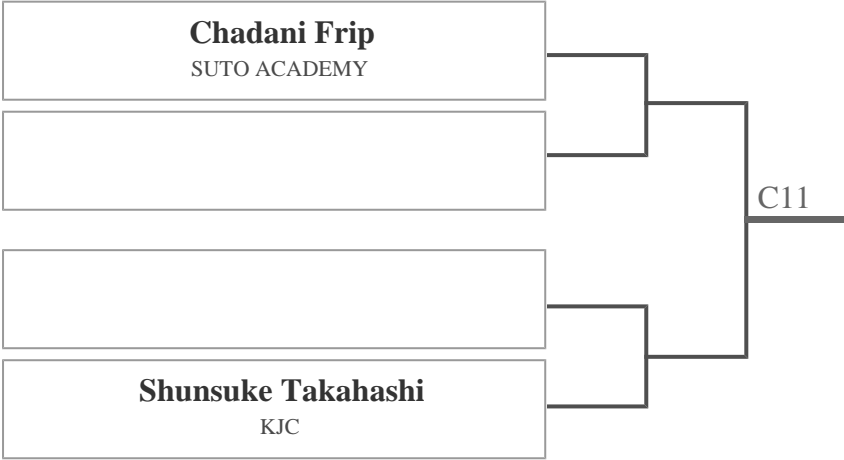 Chadani Frip
SUTO ACADEMY
C11
Shunsuke Takahashi
KJC